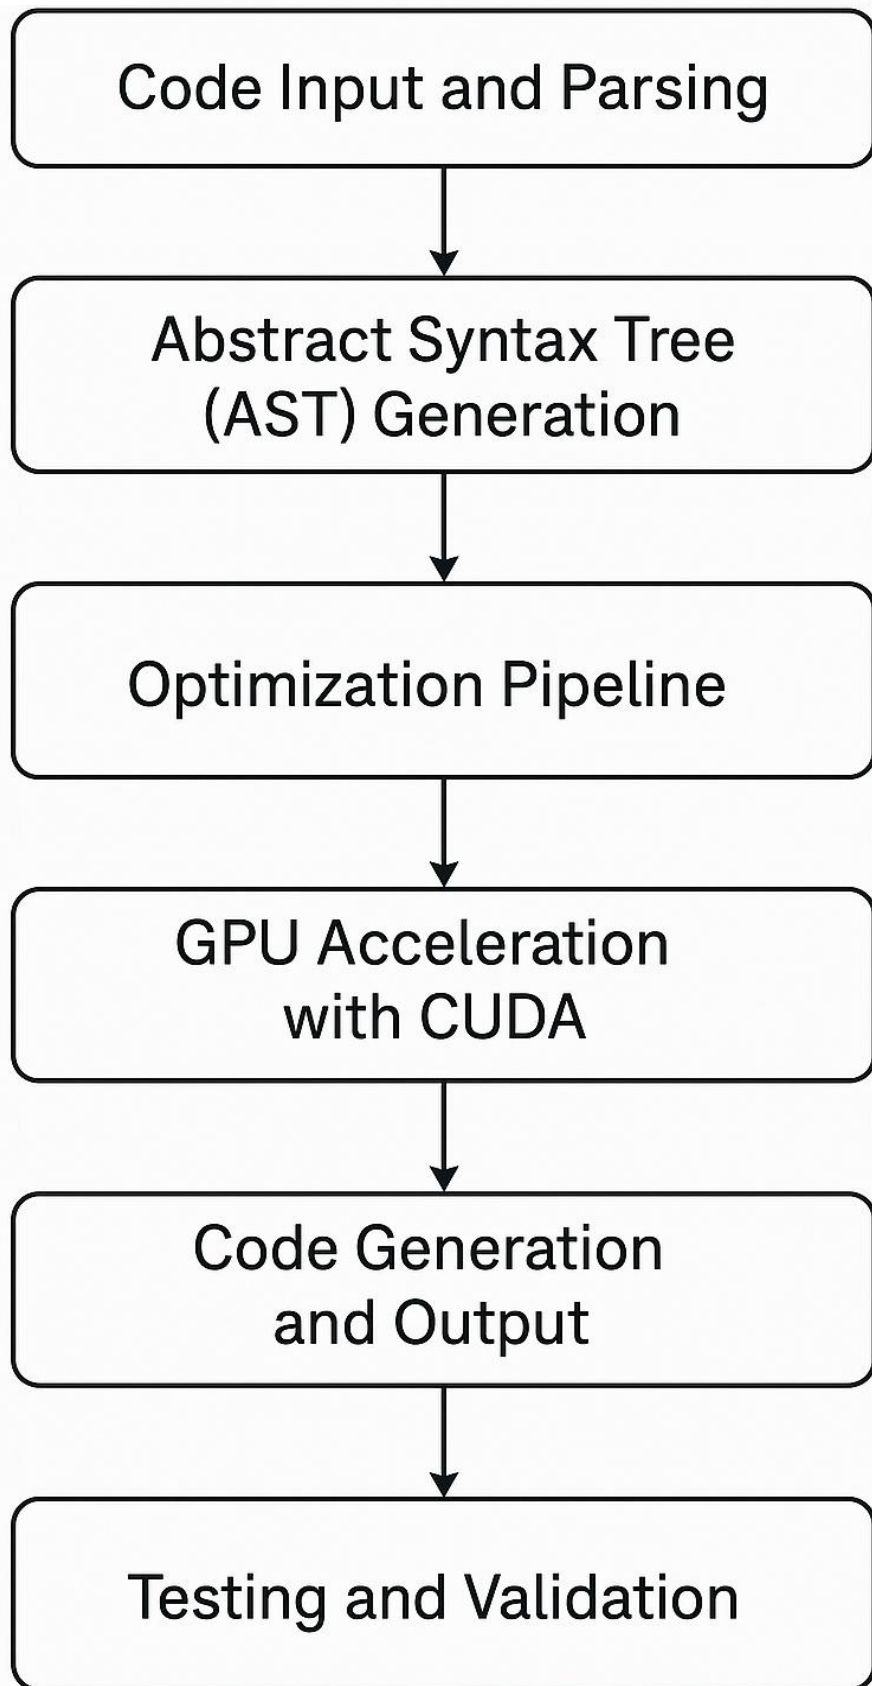 Code Input and Parsing
Abstract Syntax Tree
(AST) Generation
Optimization Pipeline
GPU Acceleration
with CUDA
Code Generation
and Output
Testing and Validation